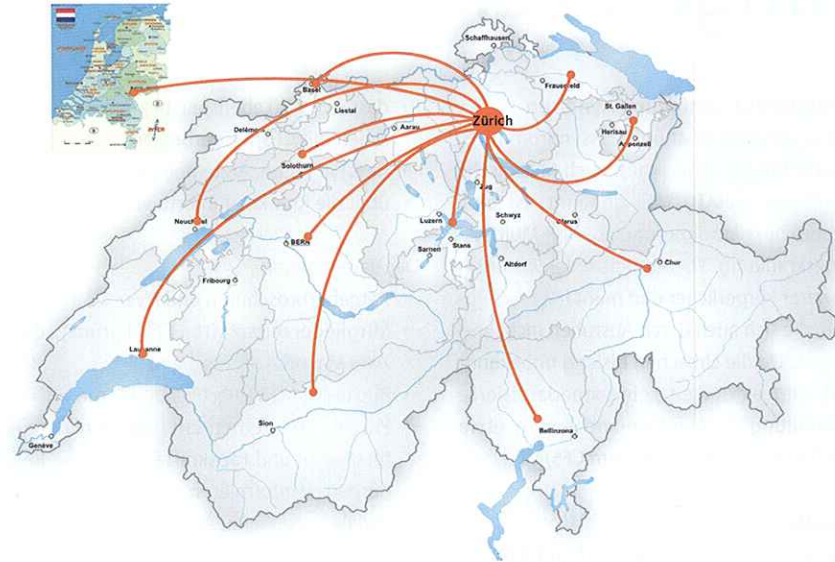 Schaffhausen
Basel
Frauenfeld
Liestal
St. Gallen
Zürich
Aarau
Delémont
Herisau
Appenzell
Solothurn
Zug
Neuchâtel
Luzern
Schwyz
Glarus
BERN
Stans
Sarnen
Altdorf
Chur
Fribourg
Lausanne
Sion
Bellinzona
Genève